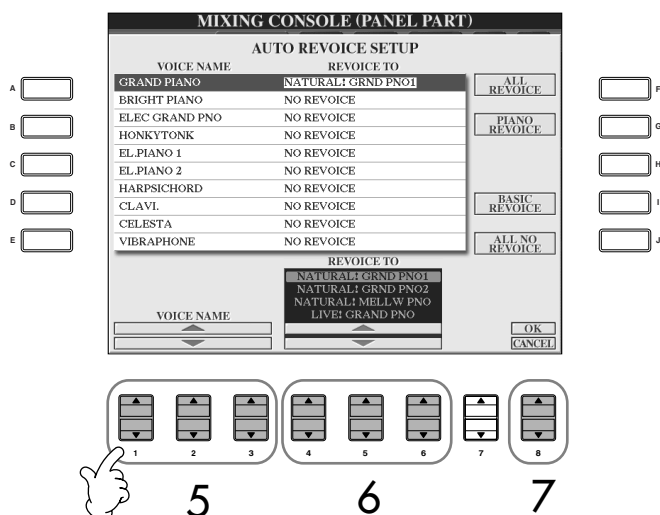 MIXING CONSOLE (PANEL PART)
AUTO REVOICE SETUP
VOICE NAME REVOICE TO
GRAND PIANO NATURAL! GRND PNO1
BRIGHT PIANO NO REVOICE
ELEC GRAND PNO NO REVOICE
HONKYTONK NO REVOICE
EL.PIANO 1 NO REVOICE
EL.PIANO 2 NO REVOICE
HARPSICHORD NO REVOICE
CLAVI. NO REVOICE
CELESTA NO REVOICE
VIBRAPHONE NO REVOICE
ALL
REVOICE
PIANO
REVOICE
BASIC
REVOICE
ALL NO
REVOICE
A
B
C
D
E
F
G
H
I
J
REVOICE TO
NATURAL! GRND PNO1
NATURAL! GRND PNO2
NATURAL! MELLW PNO
LIVE! GRAND PNO
VOICE NAME
OK
CANCEL
1 2 3 4 5 6 7 8
5 6 7